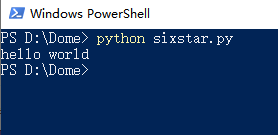 Windows PowerShell
PS D:\Dome> python sixstar.py
hello world
PS D:\Dome>